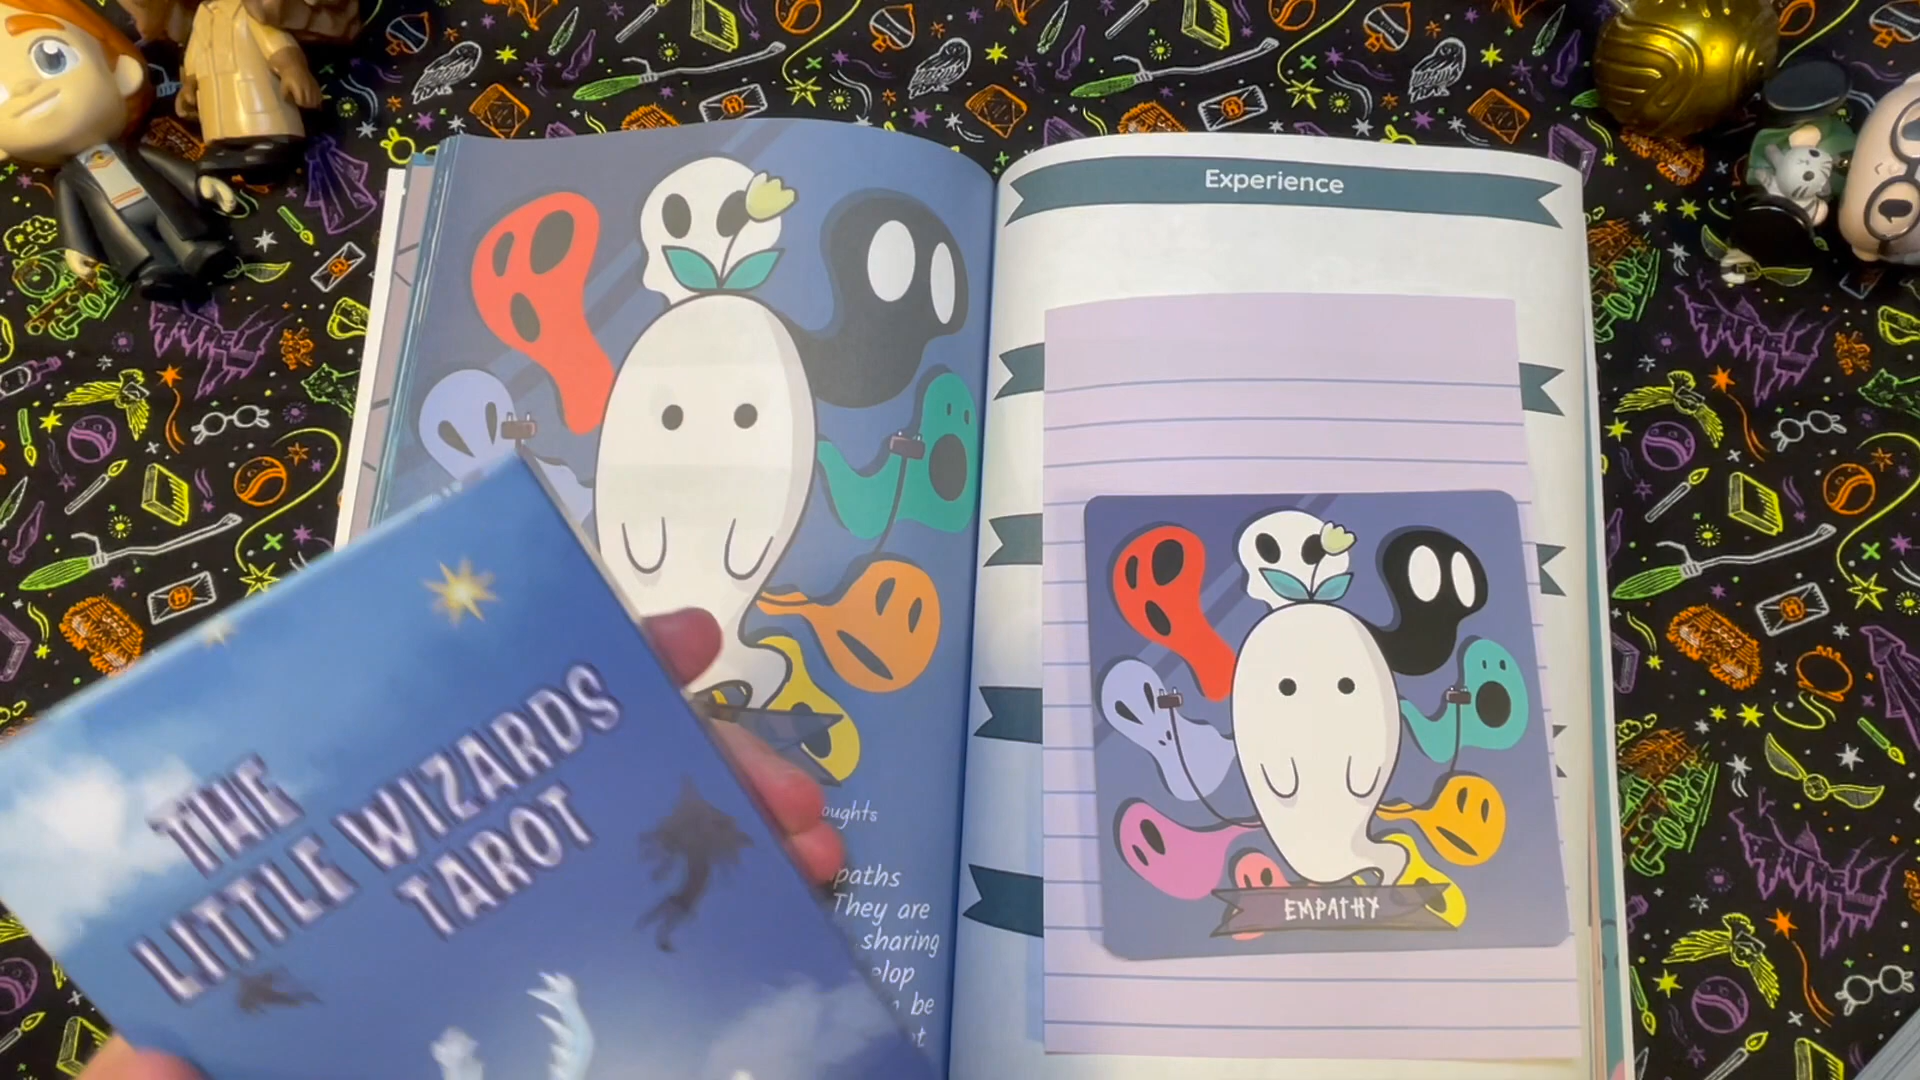 Experience
THE
LITTLE WIZARDS
TAROT
oughts
paths
They are
sharing
elop
be
t
EMPATHY